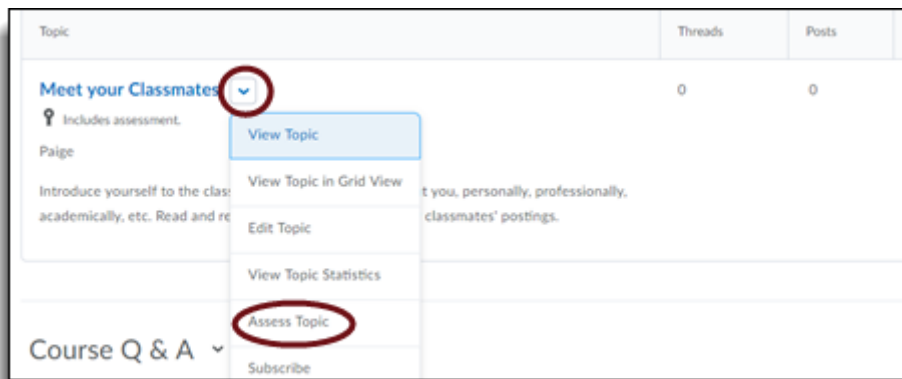 Topic Threads Posts
Meet your Classmates 0 0
Includes assessment.
Paige
Introduce yourself to the clas t you, personally, professionally,
academically, etc. Read and re classmates' postings.
View Topic
View Topic in Grid View
Edit Topic
View Topic Statistics
Assess Topic
Subscribe
Course Q & A